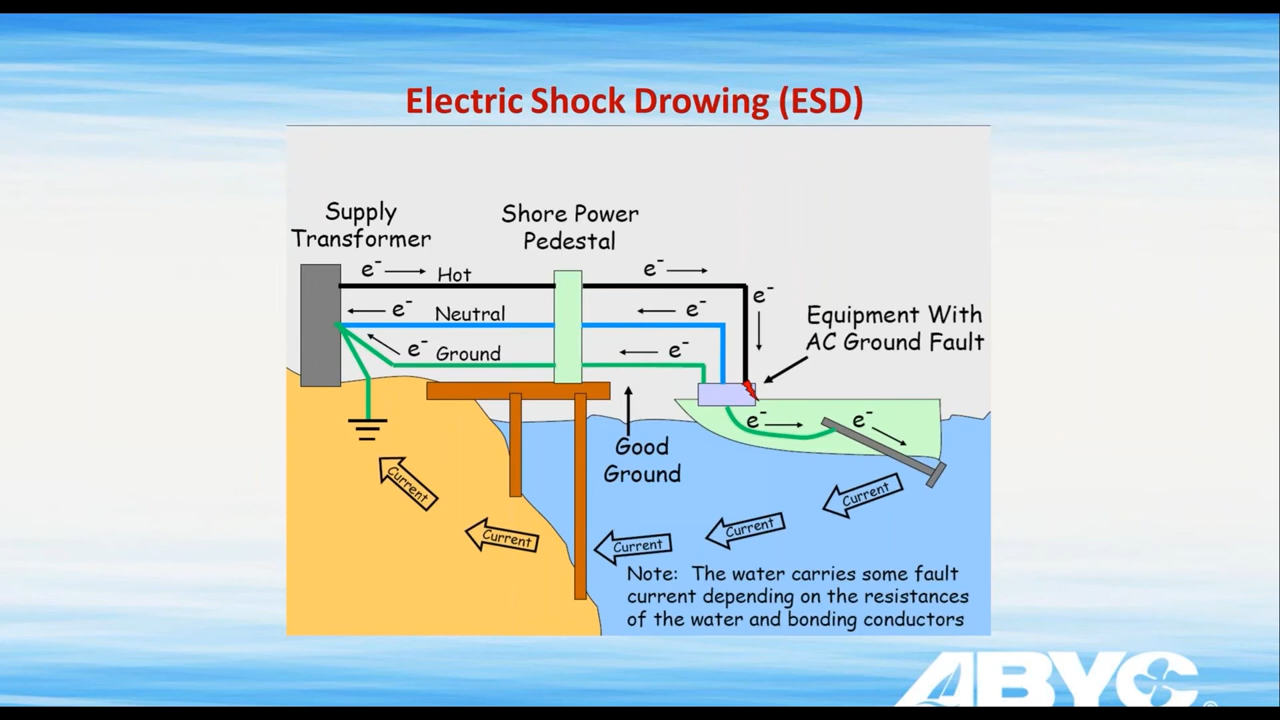 Electric Shock Drowing (ESD)
Supply
Transformer
Shore Power
Pedestal
e⁻
Hot
e⁻
e⁻
e⁻
Neutral
e⁻
Equipment With
AC Ground Fault
e⁻
Ground
e⁻
e⁻
e⁻
Good
Ground
Current
Current
Current
Current
Current
Note: The water carries some fault
current depending on the resistances
of the water and bonding conductors
ABYC
®